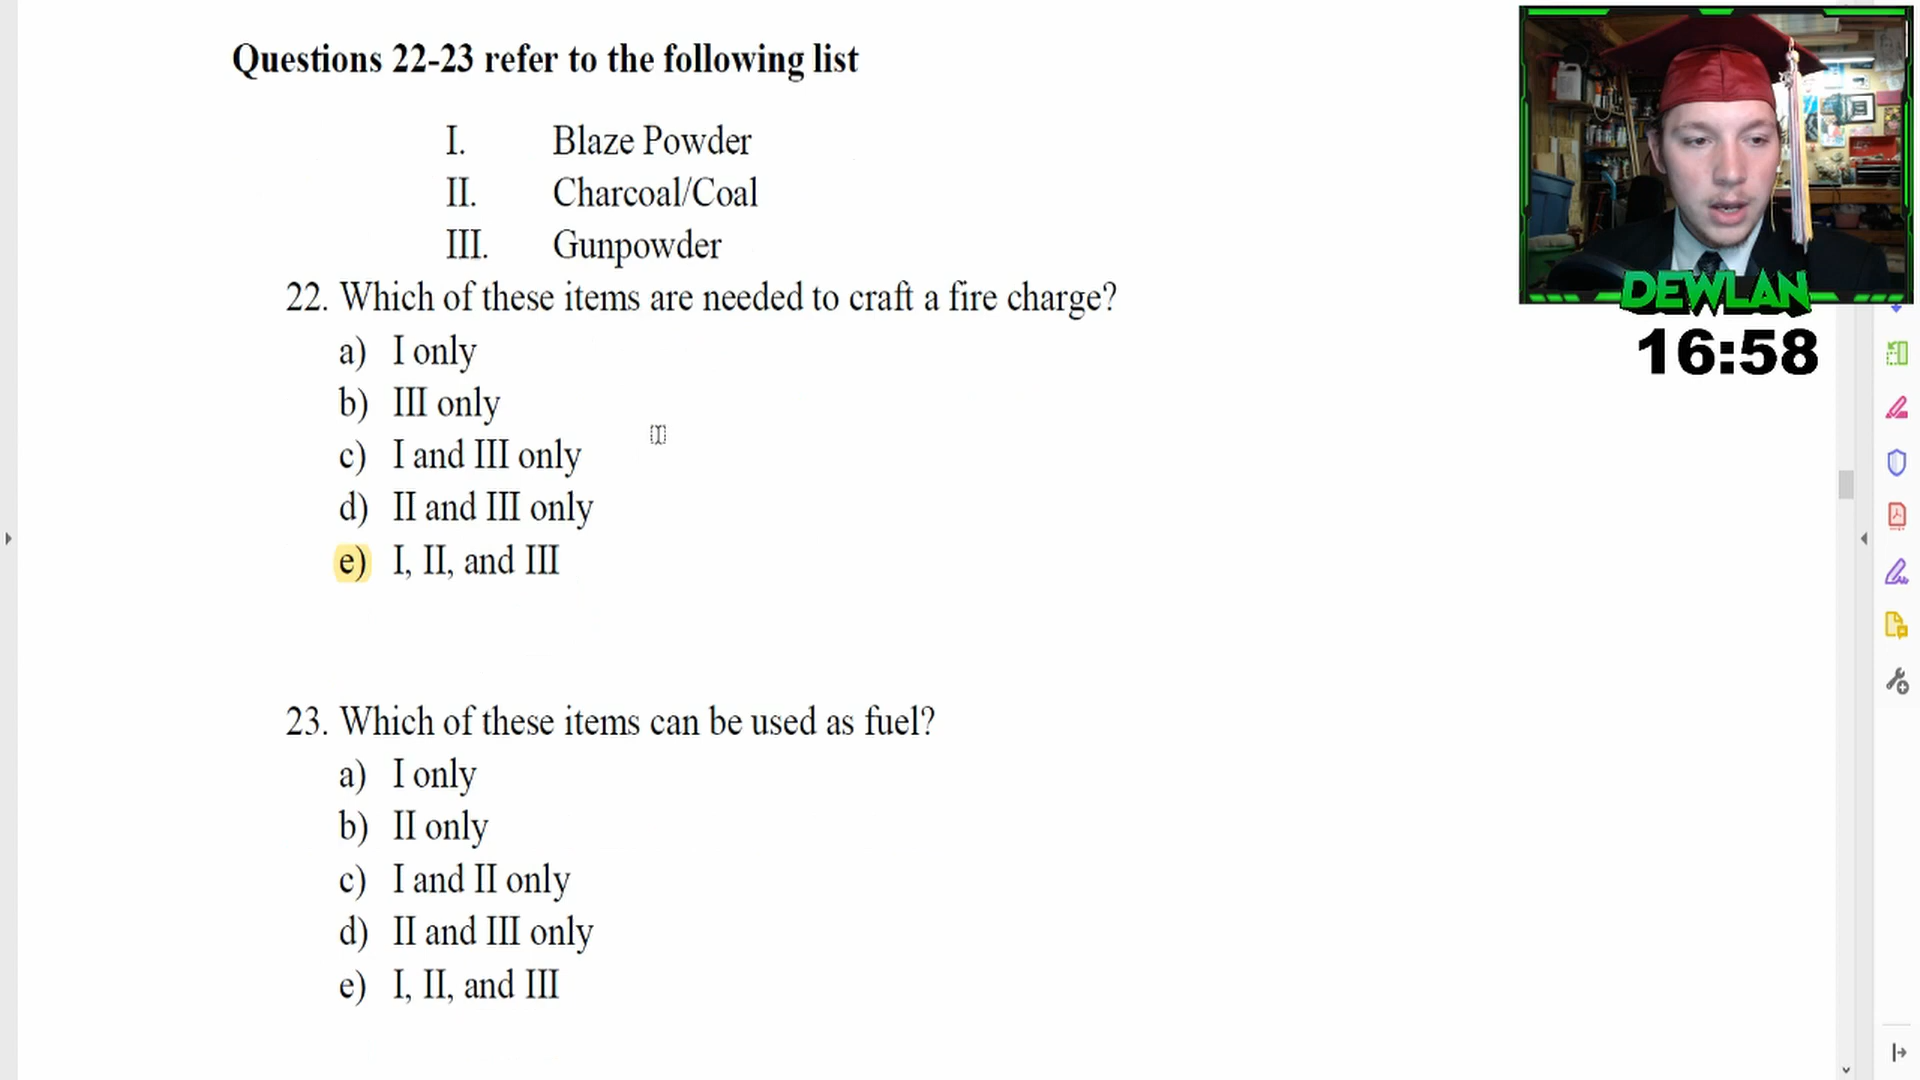 Questions 22-23 refer to the following list
I. Blaze Powder
II. Charcoal/Coal
III. Gunpowder
22. Which of these items are needed to craft a fire charge?
a) I only
b) III only
c) I and III only
d) II and III only
e) I, II, and III
23. Which of these items can be used as fuel?
a) I only
b) II only
c) I and II only
d) II and III only
e) I, II, and III
DEWLAN
16:58